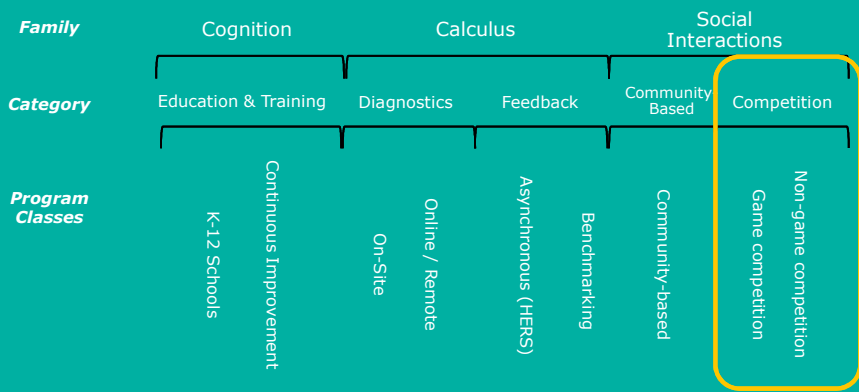 Family
Cognition
Calculus
Social
Interactions
Category
Education & Training
Diagnostics
Feedback
Community
Based
Competition
Program
Classes
K-12 Schools
Continuous Improvement
On-Site
Online / Remote
Asynchronous (HERS)
Benchmarking
Community-based
Game competition
Non-game competition